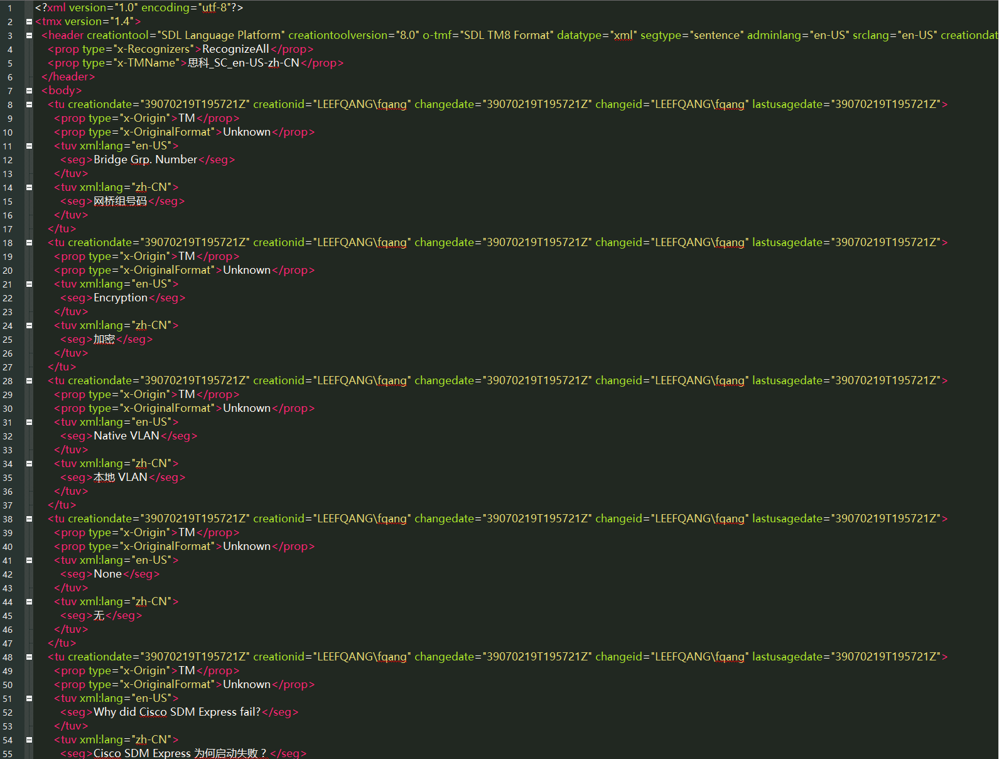 1 <?xml version="1.0" encoding="utf-8"?>
2 <tmx version="1.4">
3 <header creationtool="SDL Language Platform" creationtoolversion="8.0" o-tmf="SDL TM8 Format" datatype="xml" segtype="sentence" adminlang="en-US" srclang="en-US" creationdat
4 <prop type="x-Recognizers">RecognizeAll</prop>
5 <prop type="x-TMName">思科_SC_en-US-zh-CN</prop>
6 </header>
7 <body>
8 <tu creationdate="39070219T195721Z" creationid="LEEFQANG\fqang" changedate="39070219T195721Z" changeid="LEEFQANG\fqang" lastusagedate="39070219T195721Z">
9 <prop type="x-Origin">TM</prop>
10 <prop type="x-OriginalFormat">Unknown</prop>
11 <tuv xml:lang="en-US">
12 <seg>Bridge Grp. Number</seg>
13 </tuv>
14 <tuv xml:lang="zh-CN">
15 <seg>网桥组号码</seg>
16 </tuv>
17 </tu>
18 <tu creationdate="39070219T195721Z" creationid="LEEFQANG\fqang" changedate="39070219T195721Z" changeid="LEEFQANG\fqang" lastusagedate="39070219T195721Z">
19 <prop type="x-Origin">TM</prop>
20 <prop type="x-OriginalFormat">Unknown</prop>
21 <tuv xml:lang="en-US">
22 <seg>Encryption</seg>
23 </tuv>
24 <tuv xml:lang="zh-CN">
25 <seg>加密</seg>
26 </tuv>
27 </tu>
28 <tu creationdate="39070219T195721Z" creationid="LEEFQANG\fqang" changedate="39070219T195721Z" changeid="LEEFQANG\fqang" lastusagedate="39070219T195721Z">
29 <prop type="x-Origin">TM</prop>
30 <prop type="x-OriginalFormat">Unknown</prop>
31 <tuv xml:lang="en-US">
32 <seg>Native VLAN</seg>
33 </tuv>
34 <tuv xml:lang="zh-CN">
35 <seg>本地 VLAN</seg>
36 </tuv>
37 </tu>
38 <tu creationdate="39070219T195721Z" creationid="LEEFQANG\fqang" changedate="39070219T195721Z" changeid="LEEFQANG\fqang" lastusagedate="39070219T195721Z">
39 <prop type="x-Origin">TM</prop>
40 <prop type="x-OriginalFormat">Unknown</prop>
41 <tuv xml:lang="en-US">
42 <seg>None</seg>
43 </tuv>
44 <tuv xml:lang="zh-CN">
45 <seg>无</seg>
46 </tuv>
47 </tu>
48 <tu creationdate="39070219T195721Z" creationid="LEEFQANG\fqang" changedate="39070219T195721Z" changeid="LEEFQANG\fqang" lastusagedate="39070219T195721Z">
49 <prop type="x-Origin">TM</prop>
50 <prop type="x-OriginalFormat">Unknown</prop>
51 <tuv xml:lang="en-US">
52 <seg>Why did Cisco SDM Express fail?</seg>
53 </tuv>
54 <tuv xml:lang="zh-CN">
55 <seg>Cisco SDM Express 为何启动失败？</seg>